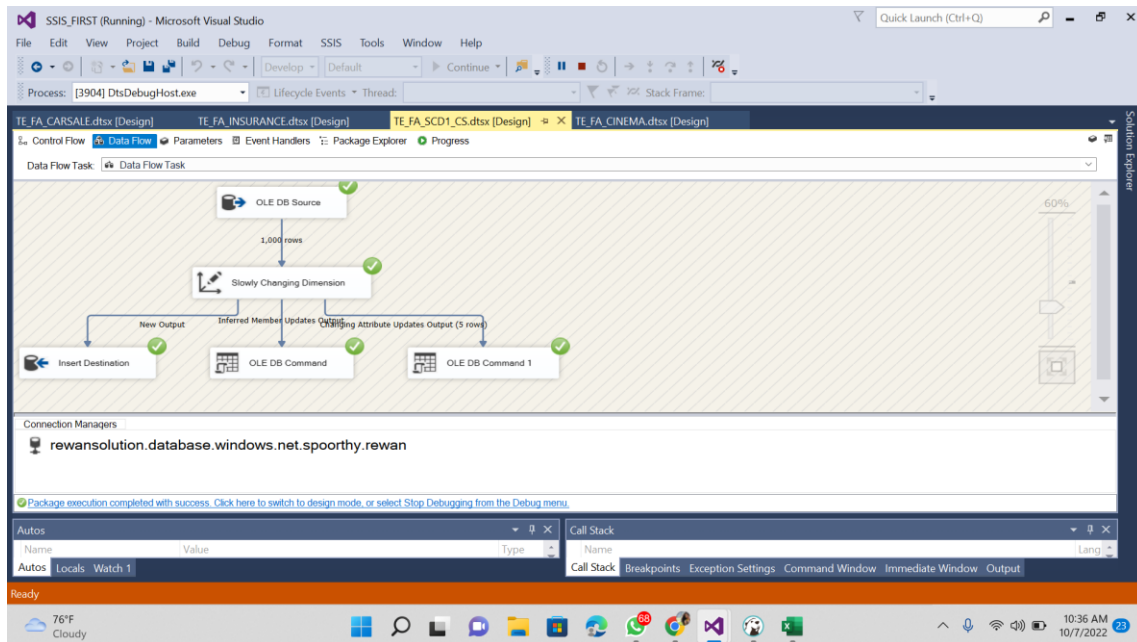 SSIS_FIRST (Running) - Microsoft Visual Studio
Quick Launch (Ctrl+Q)
File Edit View Project Build Debug Format SSIS Tools Window Help
Develop Default Continue
Process: [3904] DtsDebugHost.exe Lifecycle Events Thread: Stack Frame:
TE_FA_CARSALE.dtsx [Design] TE_FA_INSURANCE.dtsx [Design] TE_FA_SCD1_CS.dtsx [Design] TE_FA_CINEMA.dtsx [Design]
Solution Explorer
Control Flow Data Flow Parameters Event Handlers Package Explorer Progress
Data Flow Task: Data Flow Task
OLE DB Source
60%
1,000 rows
Slowly Changing Dimension
New Output
Inferred Member Updates Output
Changing Attribute Updates Output (5 rows)
Insert Destination
OLE DB Command
OLE DB Command 1
Connection Managers
rewansolution.database.windows.net.spoorthy.rewan
Package execution completed with success. Click here to switch to design mode, or select Stop Debugging from the Debug menu.
Autos
Name Value Type
Autos Locals Watch 1
Call Stack
Name Lang
Call Stack Breakpoints Exception Settings Command Window Immediate Window Output
Ready
76°F
Cloudy
68
10:36 AM
10/7/2022
23